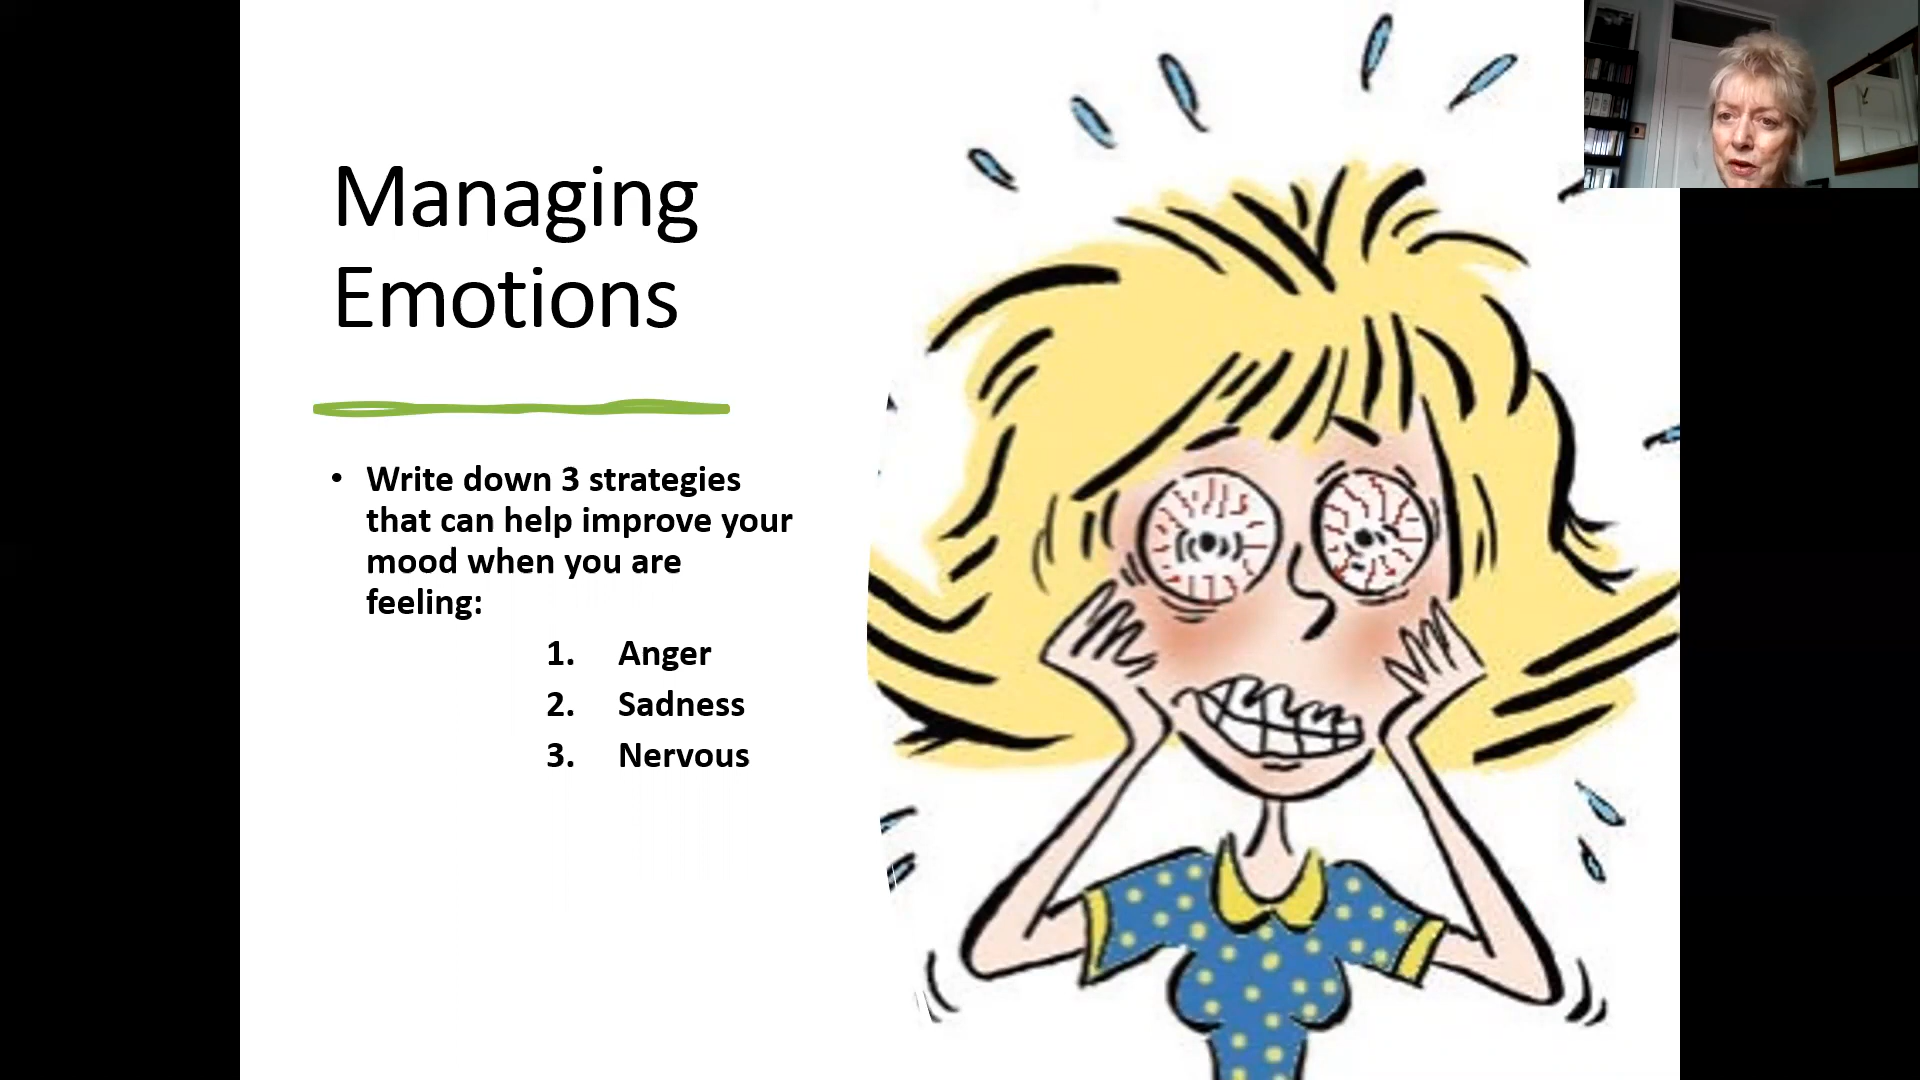 Managing
Emotions
• Write down 3 strategies
that can help improve your
mood when you are
feeling:
1. Anger
2. Sadness
3. Nervous